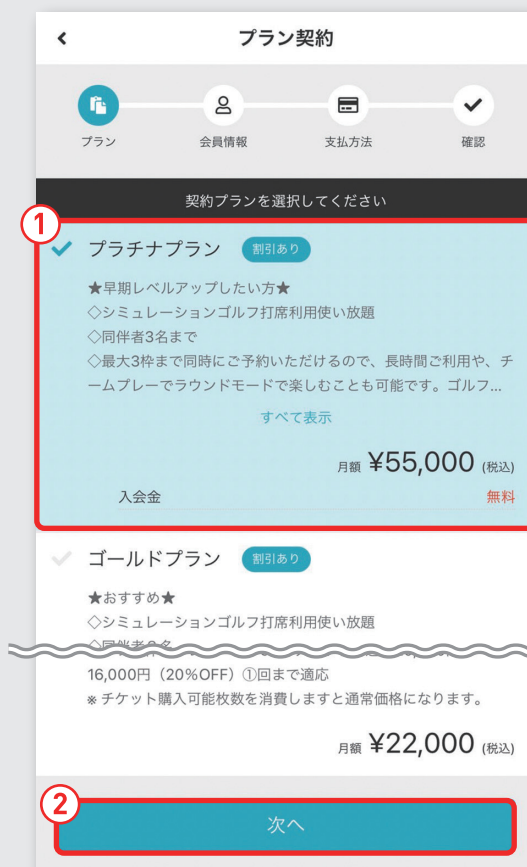 プラン契約
プラン
会員情報
支払方法
確認
契約プランを選択してください
1
プラチナプラン 割引あり
★早期レベルアップしたい方★
◇シミュレーションゴルフ打席利用使い放題
◇同伴者3名まで
◇最大3枠まで同時にご予約いただけるので、長時間ご利用や、チ
ームプレーでラウンドモードで楽しむことも可能です。ゴルフ...
すべて表示
月額 ¥55,000 (税込)
入会金 無料
ゴールドプラン 割引あり
★おすすめ★
◇シミュレーションゴルフ打席利用使い放題
16,000円（20%OFF）①回まで適応
※ チケット購入可能枚数を消費しますと通常価格になります。
月額 ¥22,000 (税込)
2
次へ